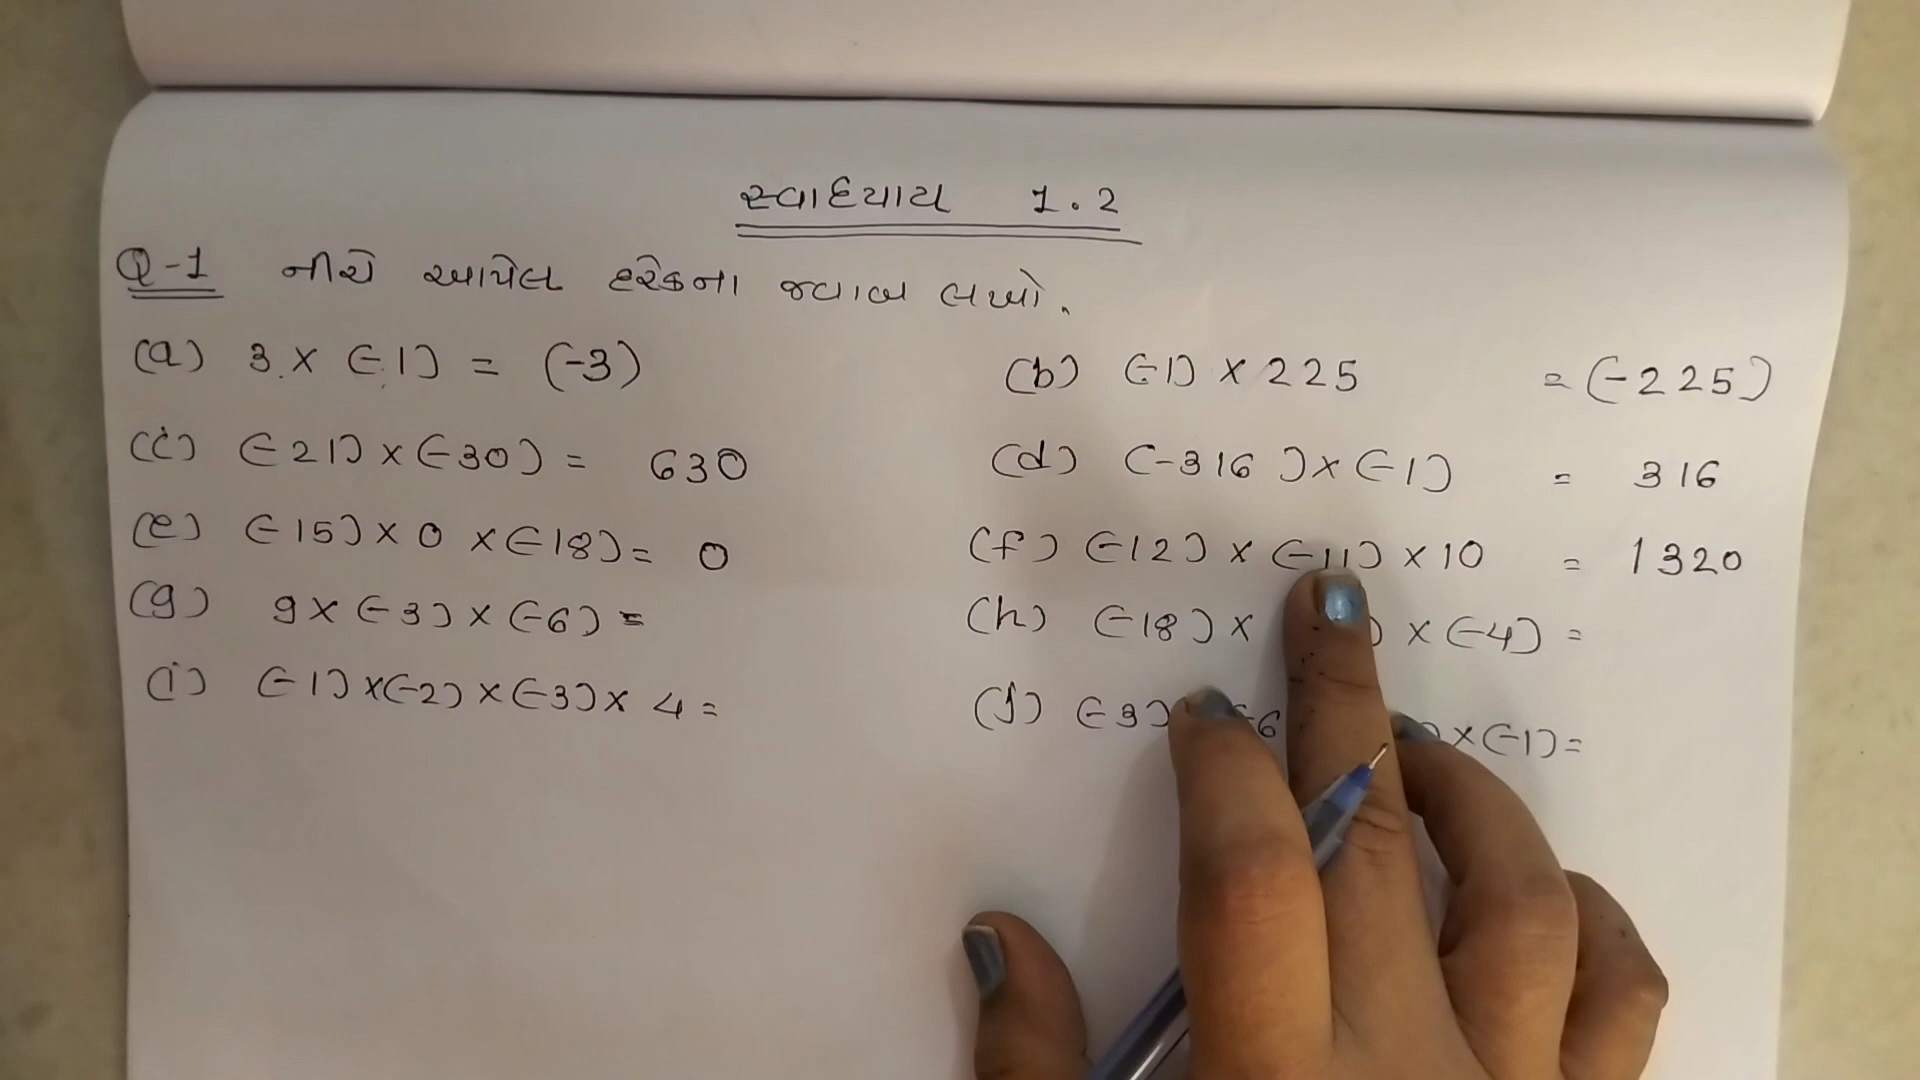 સ્વાધ્યાય 1.2
Q-1 નીચે આપેલ દરેકના જવાબ લખો.
(a) 3 × (-1) = (-3)
(b) (-1) × 225 = (-225)
(c) (-21) × (-30) = 630
(d) (-316) × (-1) = 316
(e) (-15) × 0 × (-18) = 0
(f) (-12) × (-11) × 10 = 1320
(g) 9 × (-3) × (-6) =
(h) (-18) × ) × (-4) =
(i) (-1) × (-2) × (-3) × 4 =
(j) (-3) (-6 ) × (-1) =